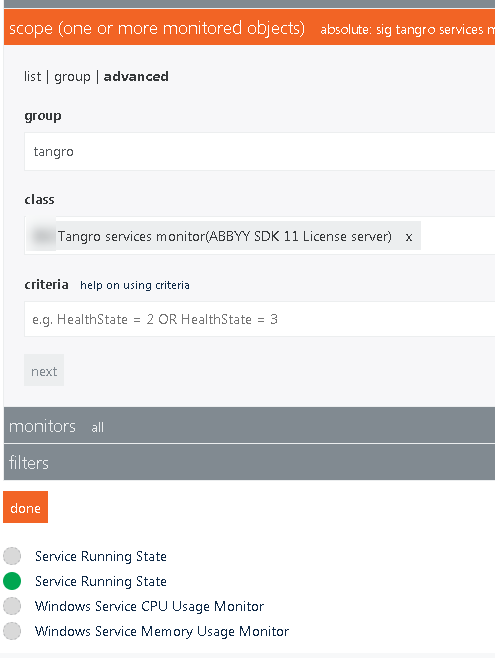 scope (one or more monitored objects) absolute: sig tangro services
list | group | advanced
group
tangro
class
Tangro services monitor(ABBYY SDK 11 License server) x
criteria help on using criteria
e.g. HealthState = 2 OR HealthState = 3
next
monitors all
filters
done
Service Running State
Service Running State
Windows Service CPU Usage Monitor
Windows Service Memory Usage Monitor